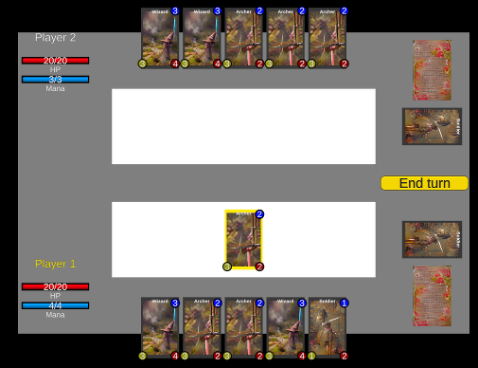 Wizard 3
3 4
Wizard 3
3 4
Archer 2
3 2
Archer 2
3 2
Archer 2
3 2
Player 2
20/20
HP
3/3
Mana
Soldier
End turn
Archer 2
3 2
Soldier
Player 1
20/20
HP
4/4
Mana
Wizard 3
3 4
Archer 2
3 2
Archer 2
3 2
Wizard 3
3 4
Soldier 1
1 2